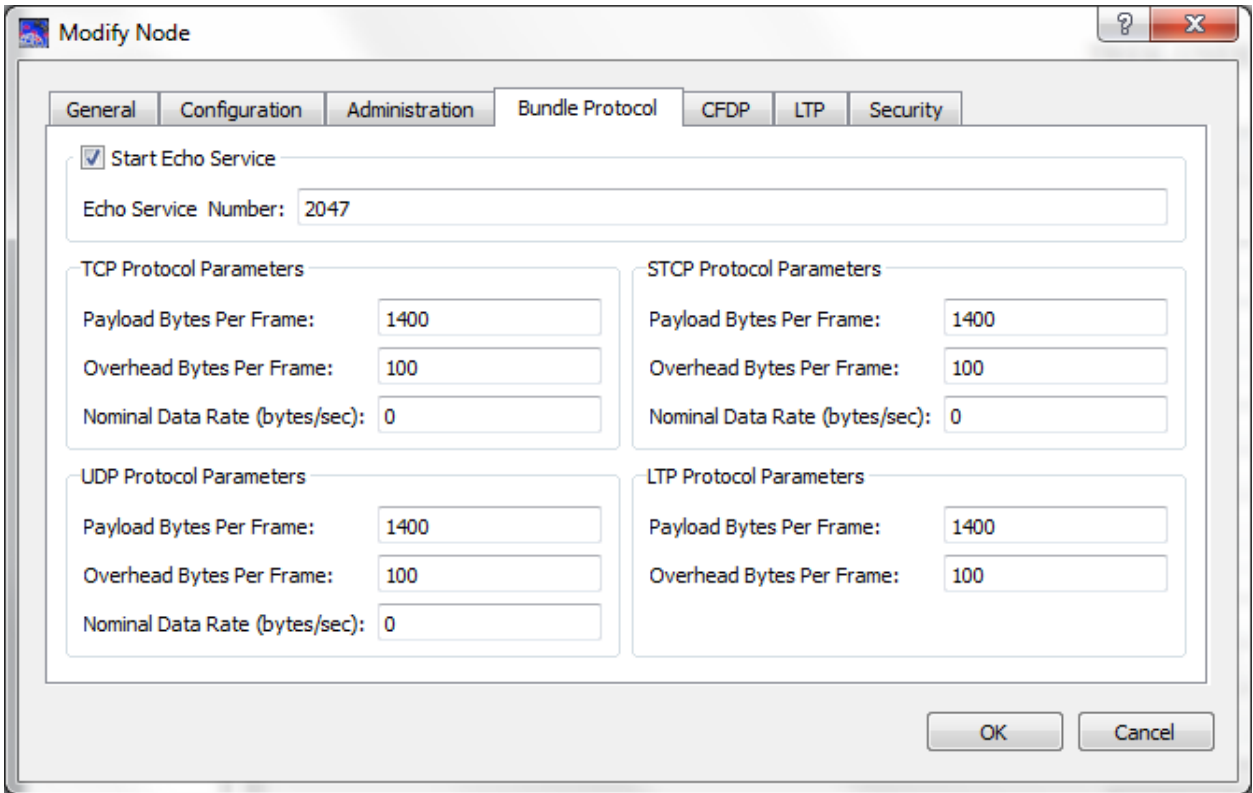 Modify Node
General Configuration Administration Bundle Protocol CFDP LTP Security
Start Echo Service
Echo Service Number: 2047
TCP Protocol Parameters
Payload Bytes Per Frame: 1400
Overhead Bytes Per Frame: 100
Nominal Data Rate (bytes/sec): 0
STCP Protocol Parameters
Payload Bytes Per Frame: 1400
Overhead Bytes Per Frame: 100
Nominal Data Rate (bytes/sec): 0
UDP Protocol Parameters
Payload Bytes Per Frame: 1400
Overhead Bytes Per Frame: 100
Nominal Data Rate (bytes/sec): 0
LTP Protocol Parameters
Payload Bytes Per Frame: 1400
Overhead Bytes Per Frame: 100
OK Cancel